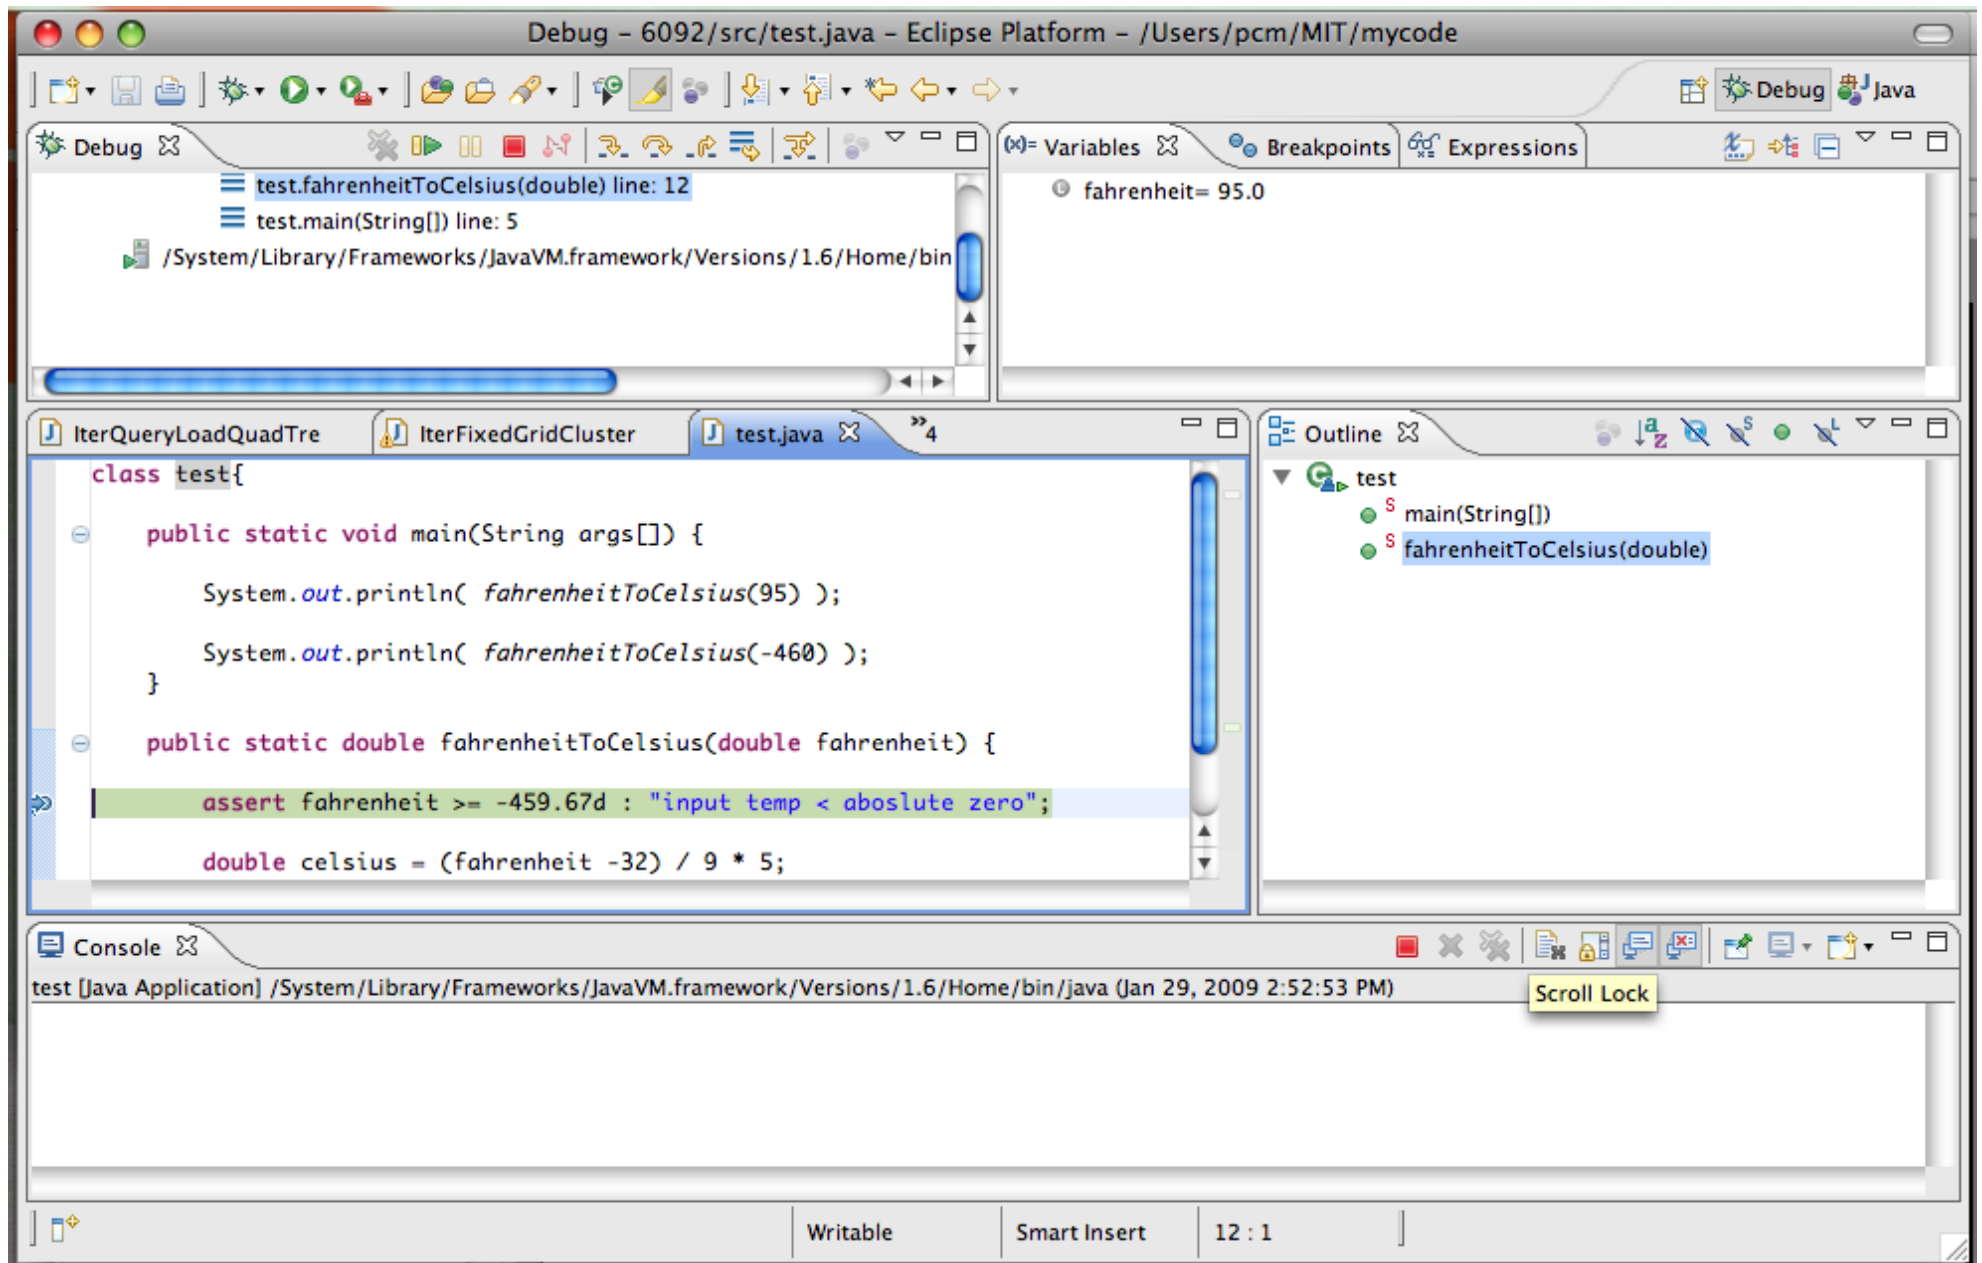 Debug – 6092/src/test.java – Eclipse Platform – /Users/pcm/MIT/mycode
Debug Java
Debug
test.fahrenheitToCelsius(double) line: 12
test.main(String[]) line: 5
/System/Library/Frameworks/JavaVM.framework/Versions/1.6/Home/bin
(x)= Variables Breakpoints Expressions
fahrenheit= 95.0
IterQueryLoadQuadTre IterFixedGridCluster test.java »4
class test{
public static void main(String args[]) {
System.out.println( fahrenheitToCelsius(95) );
System.out.println( fahrenheitToCelsius(-460) );
}
public static double fahrenheitToCelsius(double fahrenheit) {
assert fahrenheit >= -459.67d : "input temp < aboslute zero";
double celsius = (fahrenheit -32) / 9 * 5;
Outline
test
main(String[])
fahrenheitToCelsius(double)
Console
test [Java Application] /System/Library/Frameworks/JavaVM.framework/Versions/1.6/Home/bin/java (Jan 29, 2009 2:52:53 PM)
Scroll Lock
Writable Smart Insert 12 : 1